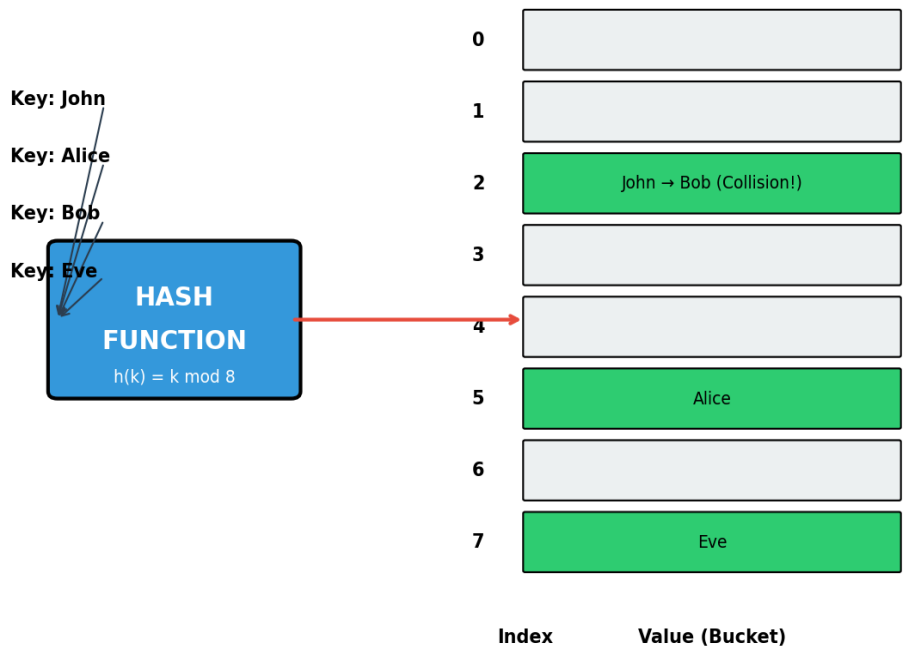 Key: John
Key: Alice
Key: Bob
Key: Eve
HASH
FUNCTION
h(k) = k mod 8
0
1
2 John → Bob (Collision!)
3
4
5 Alice
6
7 Eve
Index Value (Bucket)